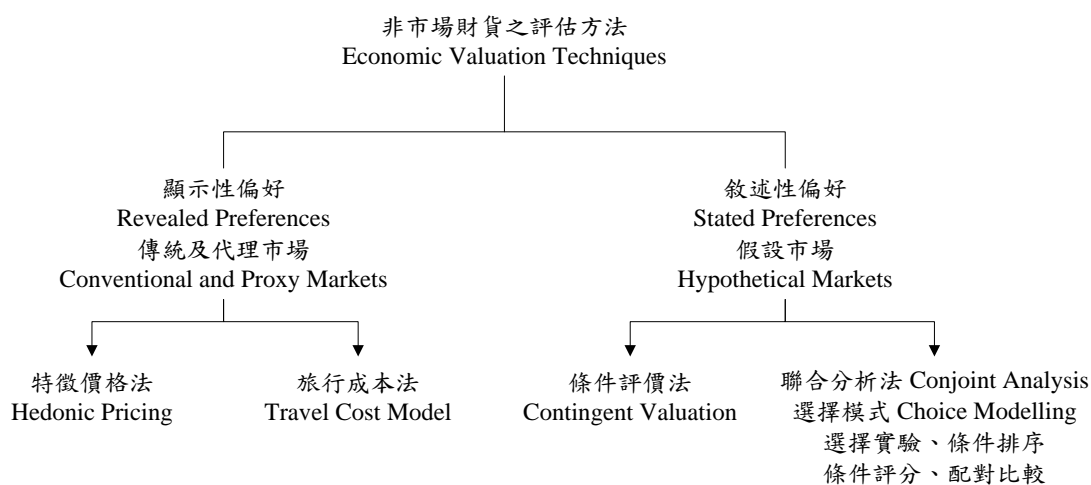 非市場財貨之評估方法
Economic Valuation Techniques
顯示性偏好
Revealed Preferences
傳統及代理市場
Conventional and Proxy Markets
敘述性偏好
Stated Preferences
假設市場
Hypothetical Markets
特徵價格法
Hedonic Pricing
旅行成本法
Travel Cost Model
條件評價法
Contingent Valuation
聯合分析法 Conjoint Analysis
選擇模式 Choice Modelling
選擇實驗、條件排序
條件評分、配對比較